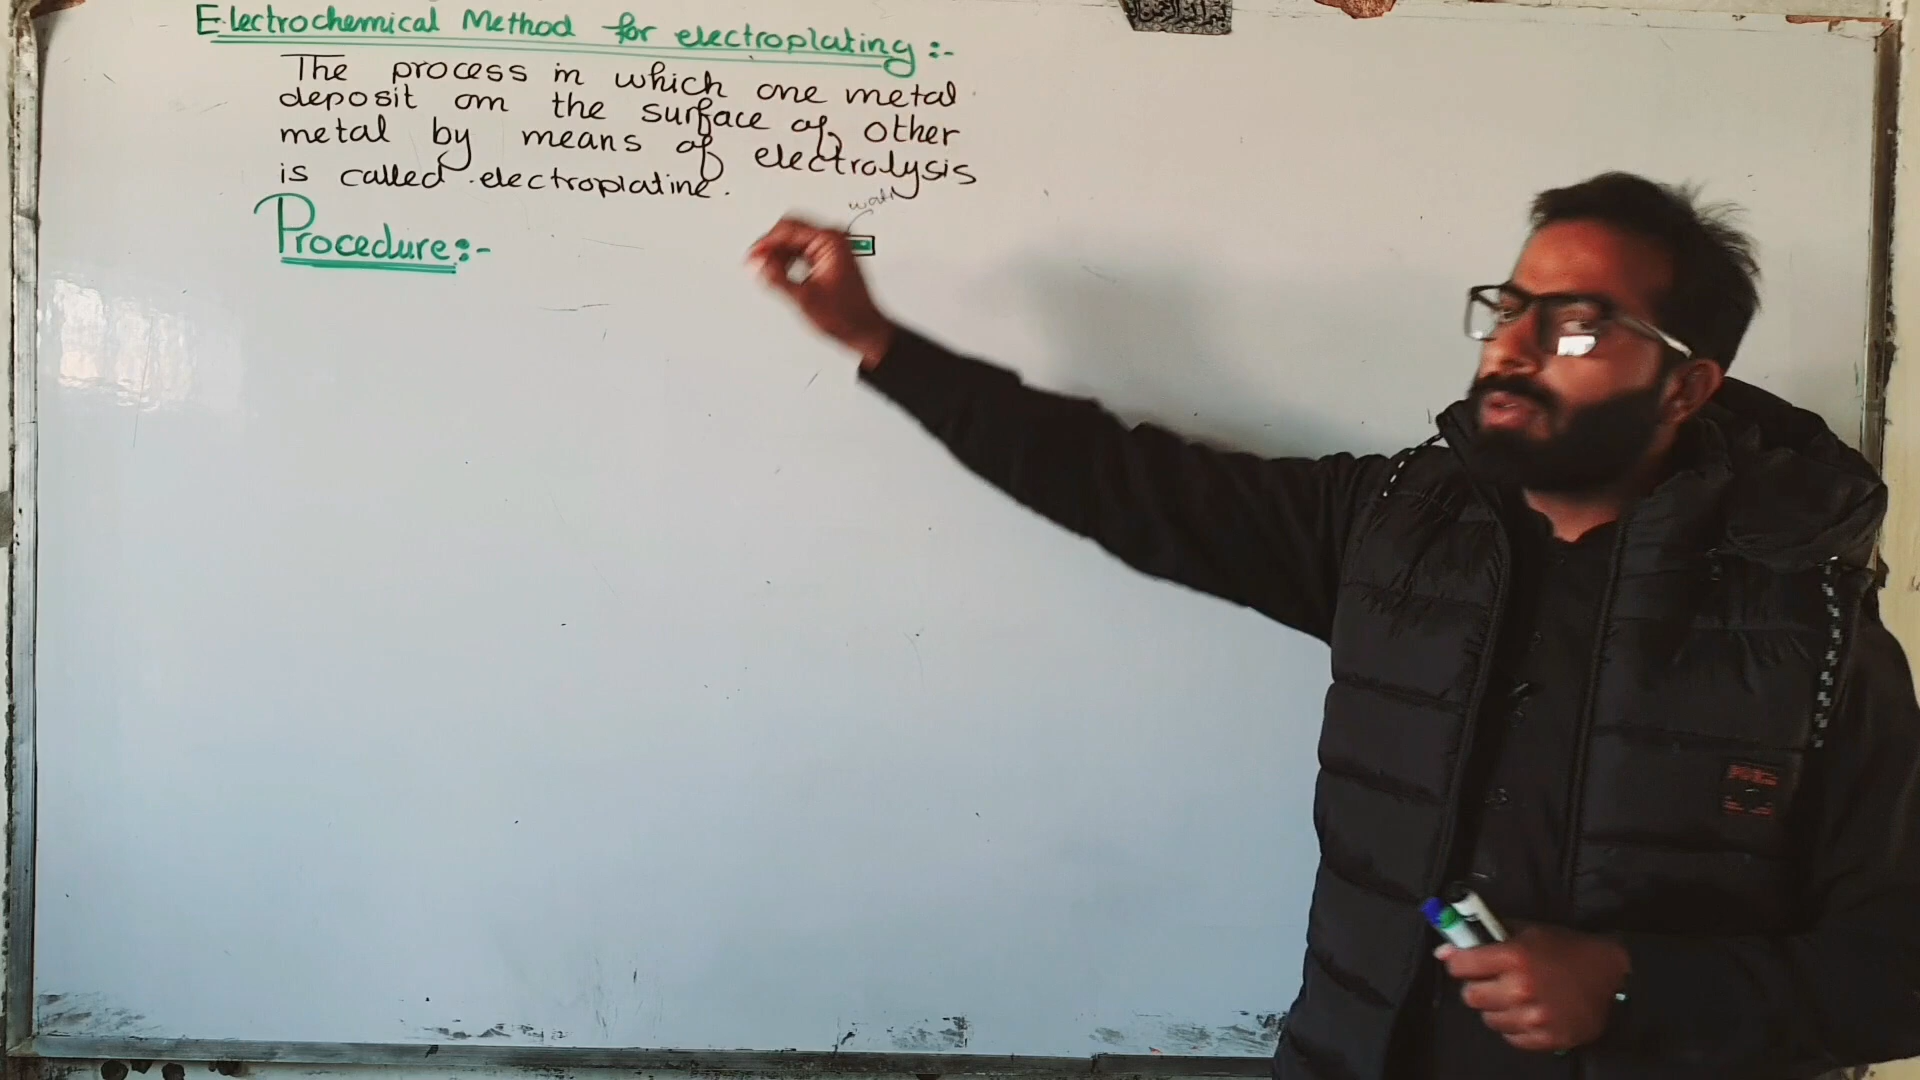 Electrochemical Method for electroplating :-
The process in which one metal
deposit on the surface of other
metal by means of electrolysis
is called electroplatine.
Procedure:-